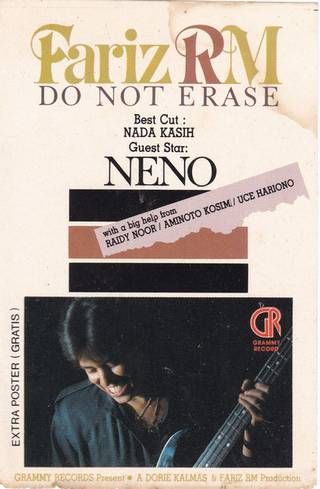 Fariz RM
DO NOT ERASE
Best Cut :
NADA KASIH
Guest Star:
NENO
with a big help from
RAIDY NOOR / AMINOTO KOSIM / UCE HARIONO
EXTRA POSTER ( GRATIS )
GR
GRAMMY
RECORD
GRAMMY RECORDS Present • A DORIE KALMAS & FARIZ RM Production